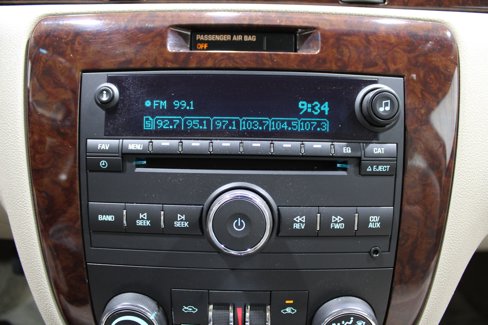 PASSENGER AIR BAG
OFF
FM 99.1 9:34
5 92.7 95.1 97.1 103.7 104.5 107.3
FAV MENU EQ CAT
EJECT
BAND SEEK SEEK REV FWD CD/AUX